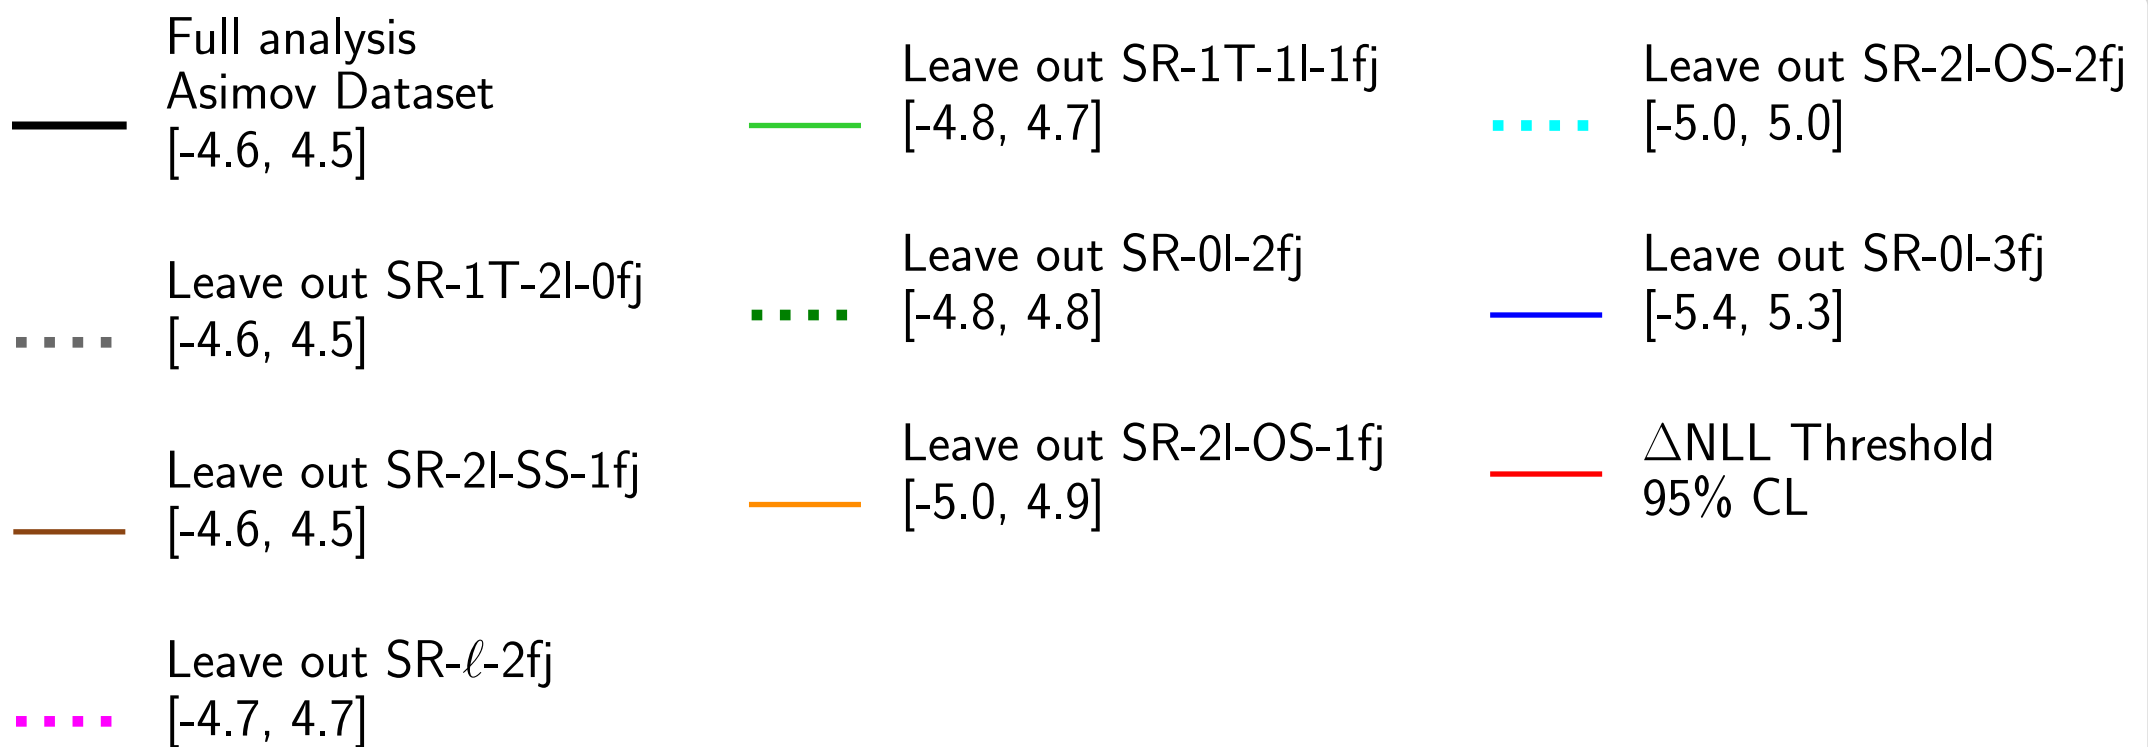 Full analysis
Asimov Dataset
[-4.6, 4.5]
Leave out SR-1T-2l-0fj
[-4.6, 4.5]
Leave out SR-2l-SS-1fj
[-4.6, 4.5]
Leave out SR-ℓ-2fj
[-4.7, 4.7]
Leave out SR-1T-1l-1fj
[-4.8, 4.7]
Leave out SR-0l-2fj
[-4.8, 4.8]
Leave out SR-2l-OS-1fj
[-5.0, 4.9]
Leave out SR-2l-OS-2fj
[-5.0, 5.0]
Leave out SR-0l-3fj
[-5.4, 5.3]
ΔNLL Threshold
95% CL